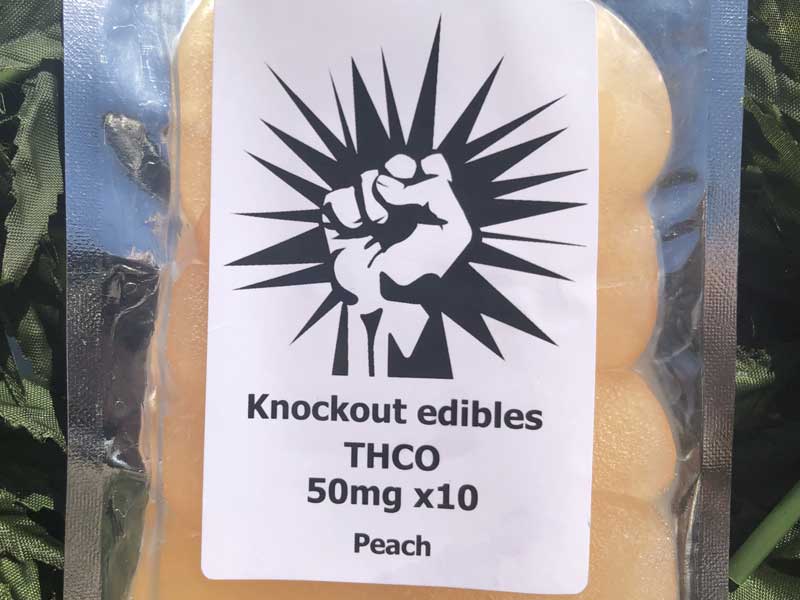 Knockout edibles
THCO
50mg x10
Peach